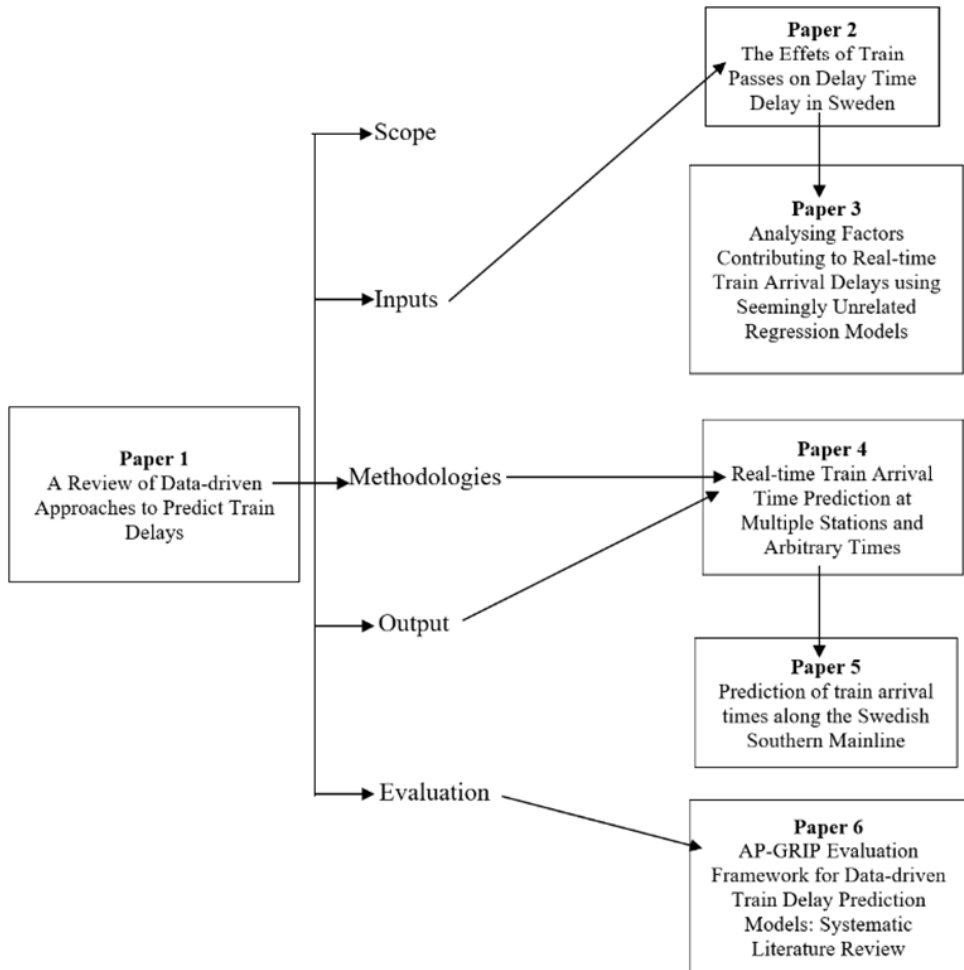 Paper 1
A Review of Data-driven
Approaches to Predict Train
Delays
Scope
Inputs
Methodologies
Output
Evaluation
Paper 2
The Effets of Train
Passes on Delay Time
Delay in Sweden
Paper 3
Analysing Factors
Contributing to Real-time
Train Arrival Delays using
Seemingly Unrelated
Regression Models
Paper 4
Real-time Train Arrival
Time Prediction at
Multiple Stations and
Arbitrary Times
Paper 5
Prediction of train arrival
times along the Swedish
Southern Mainline
Paper 6
AP-GRIP Evaluation
Framework for Data-driven
Train Delay Prediction
Models: Systematic
Literature Review